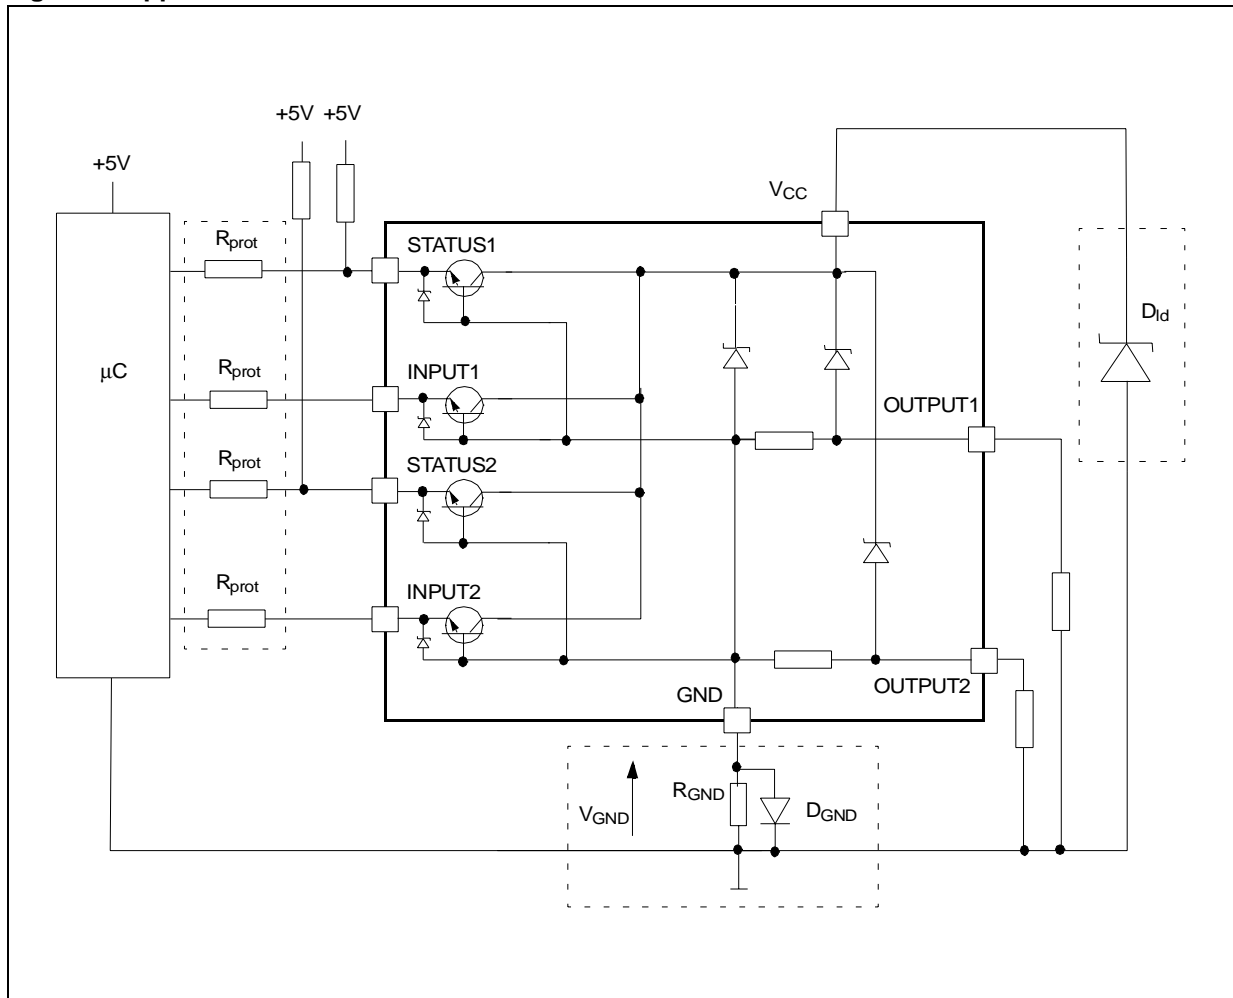 +5V +5V
+5V
VCC
Rprot
STATUS1
Dld
μC
Rprot
INPUT1
OUTPUT1
Rprot
STATUS2
Rprot
INPUT2
OUTPUT2
GND
RGND
VGND
DGND